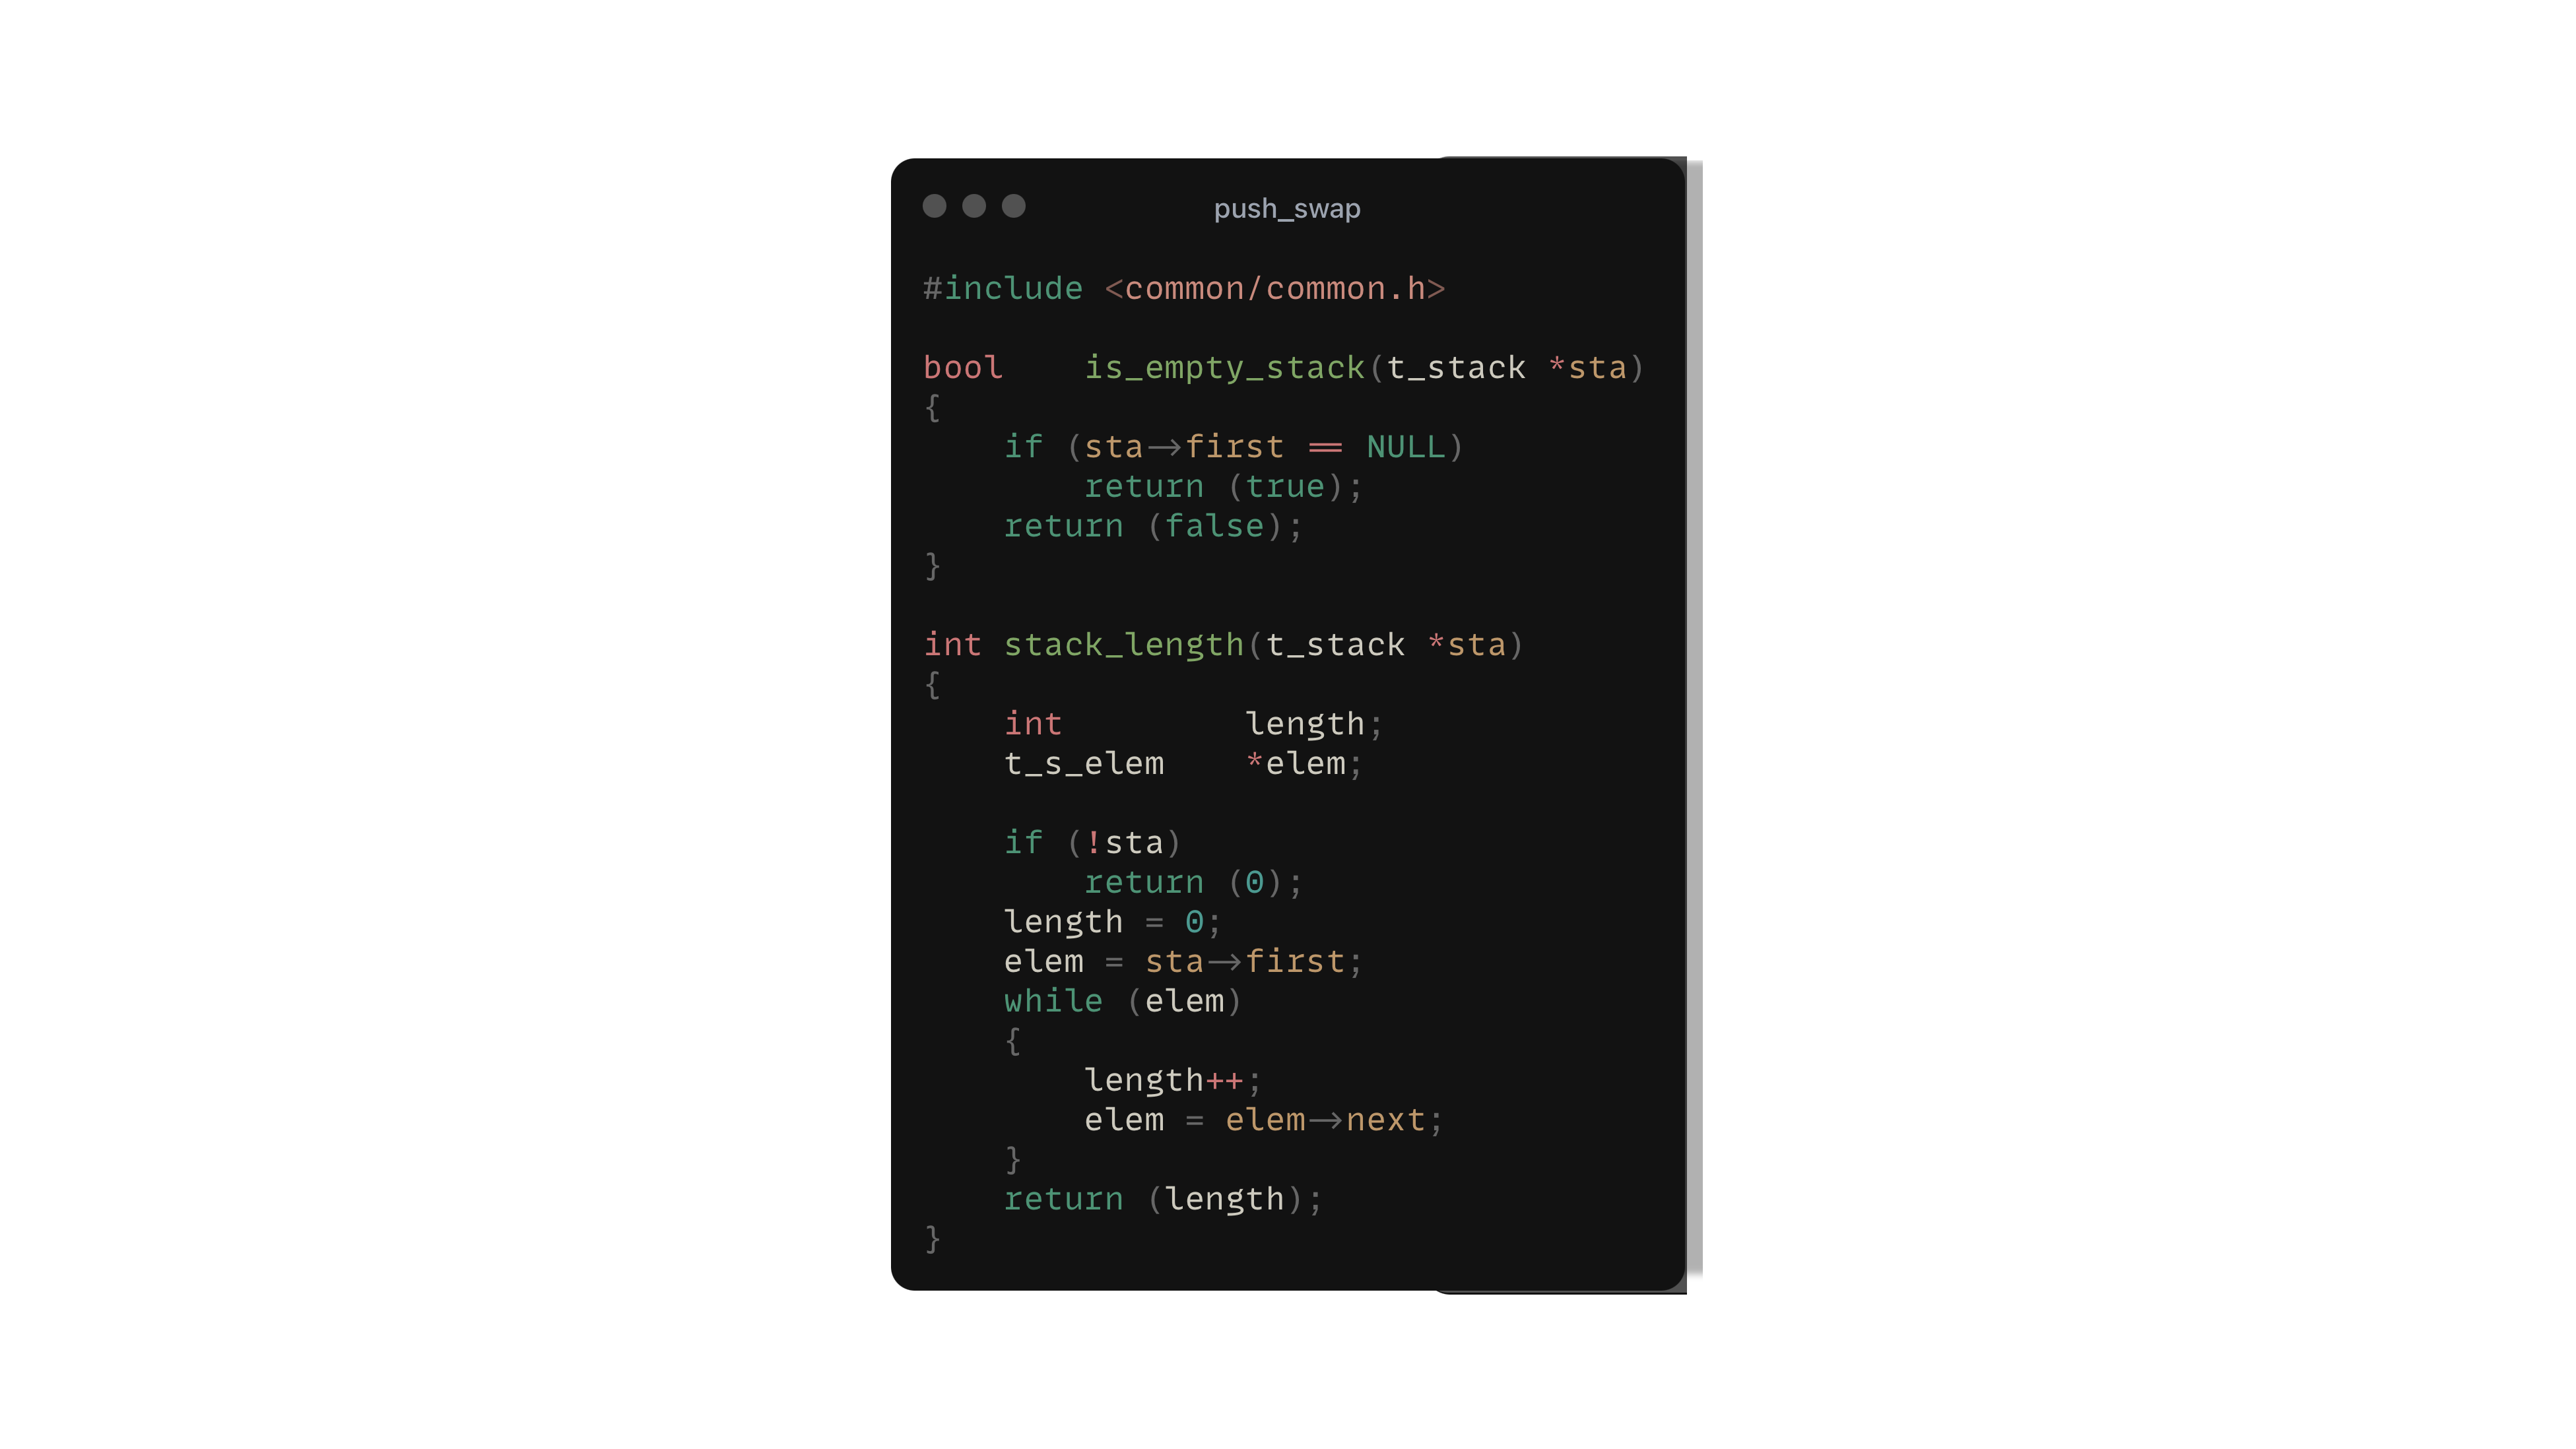 push_swap
#include <common/common.h>
bool    is_empty_stack(t_stack *sta)
{
    if (sta->first == NULL)
        return (true);
    return (false);
}
int stack_length(t_stack *sta)
{
    int         length;
    t_s_elem    *elem;
    if (!sta)
        return (0);
    length = 0;
    elem = sta->first;
    while (elem)
    {
        length++;
        elem = elem->next;
    }
    return (length);
}